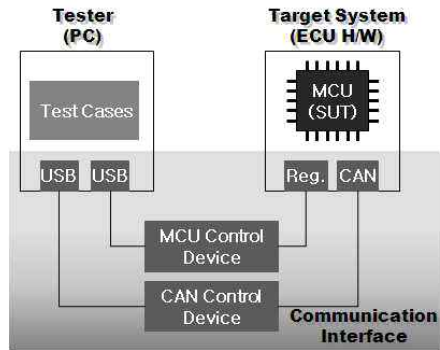 Tester
(PC)
Target System
(ECU H/W)
Test Cases
MCU
(SUT)
USB USB
Reg. CAN
MCU Control
Device
CAN Control
Device
Communication
Interface